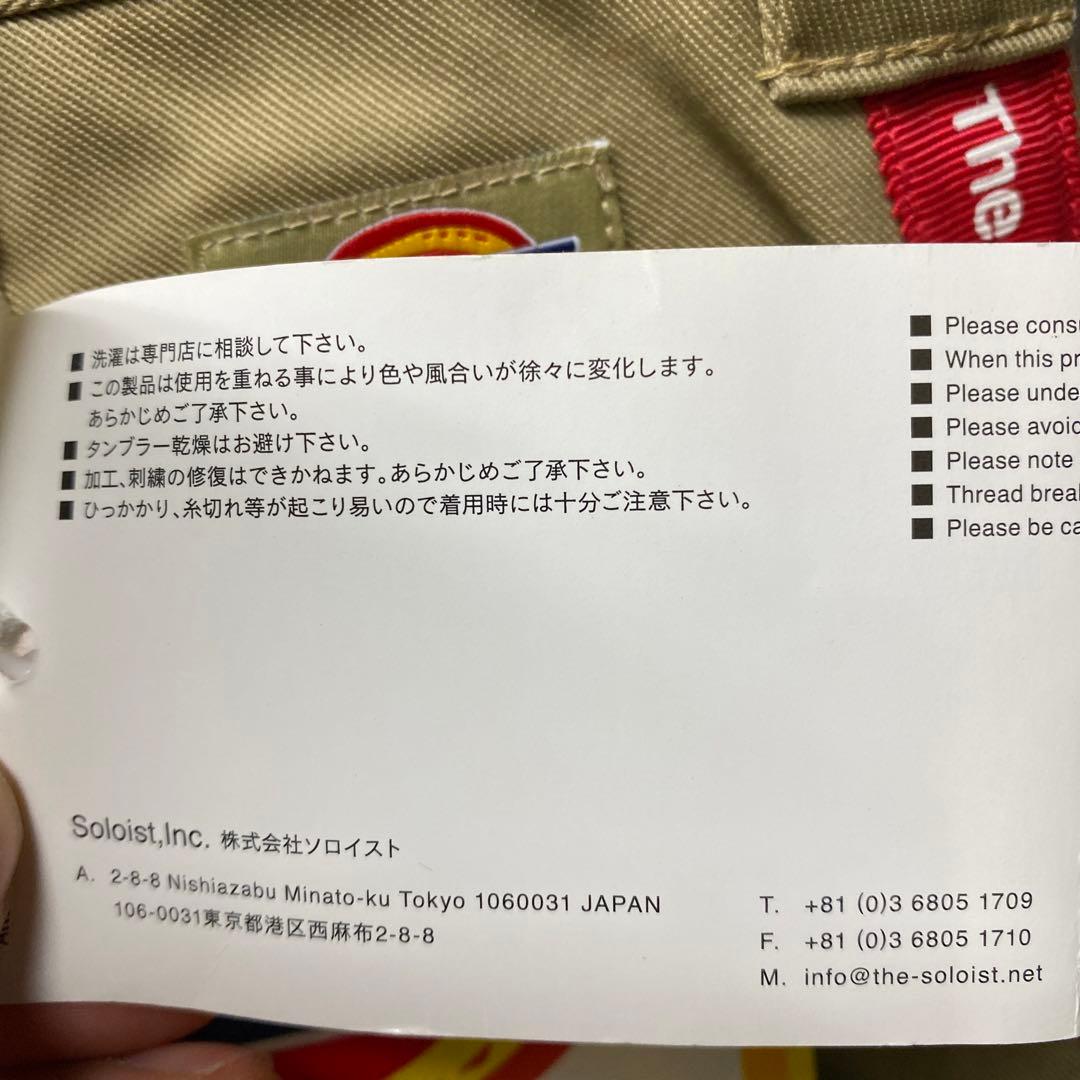 The
■ 洗濯は専門店に相談して下さい。
■ この製品は使用を重ねる事により色や風合いが徐々に変化します。
あらかじめご了承下さい。
■ タンブラー乾燥はお避け下さい。
■ 加工、刺繍の修復はできかねます。あらかじめご了承下さい。
■ ひっかかり、糸切れ等が起こり易いので着用時には十分ご注意下さい。
■ Please
■ When this
■ Please
■ Please
■ Please note
■ Thread
■ Please be
Soloist,Inc. 株式会社ソロイスト
A. 2-8-8 Nishiazabu Minato-ku Tokyo 1060031 JAPAN
106-0031東京都港区西麻布2-8-8
T. +81 (0)3 6805 1709
F. +81 (0)3 6805 1710
M. info@the-soloist.net